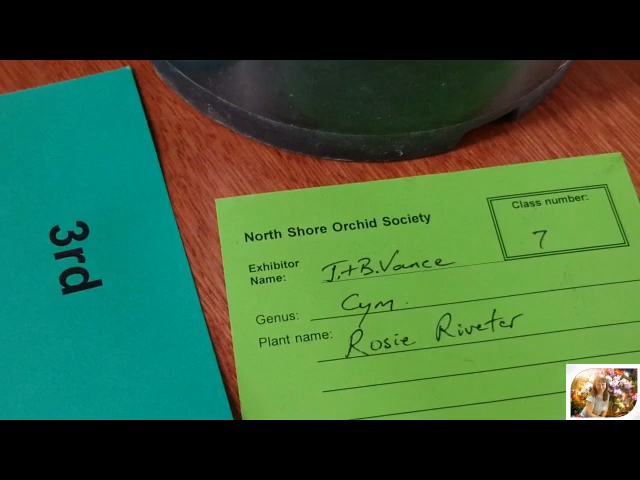 3rd
North Shore Orchid Society
Class number:
7
Exhibitor
Name: J.+B.Vance
Genus: Cym.
Plant name: Rosie Riveter